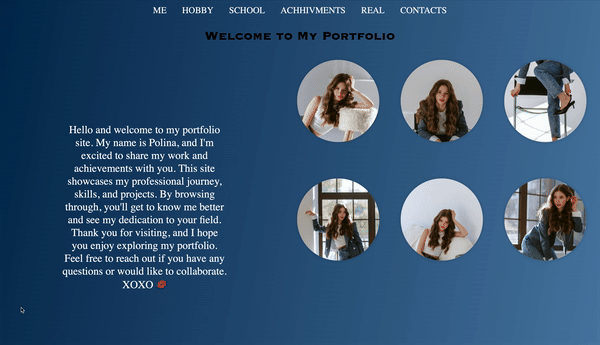 ME HOBBY SCHOOL ACHHIVMENTS REAL CONTACTS
Welcome to My Portfolio
Hello and welcome to my portfolio
site. My name is Polina, and I'm
excited to share my work and
achievements with you. This site
showcases my professional journey,
skills, and projects. By browsing
through, you'll get to know me better
and see my dedication to your field.
Thank you for visiting, and I hope
you enjoy exploring my portfolio.
Feel free to reach out if you have any
questions or would like to collaborate.
XOXO 💋